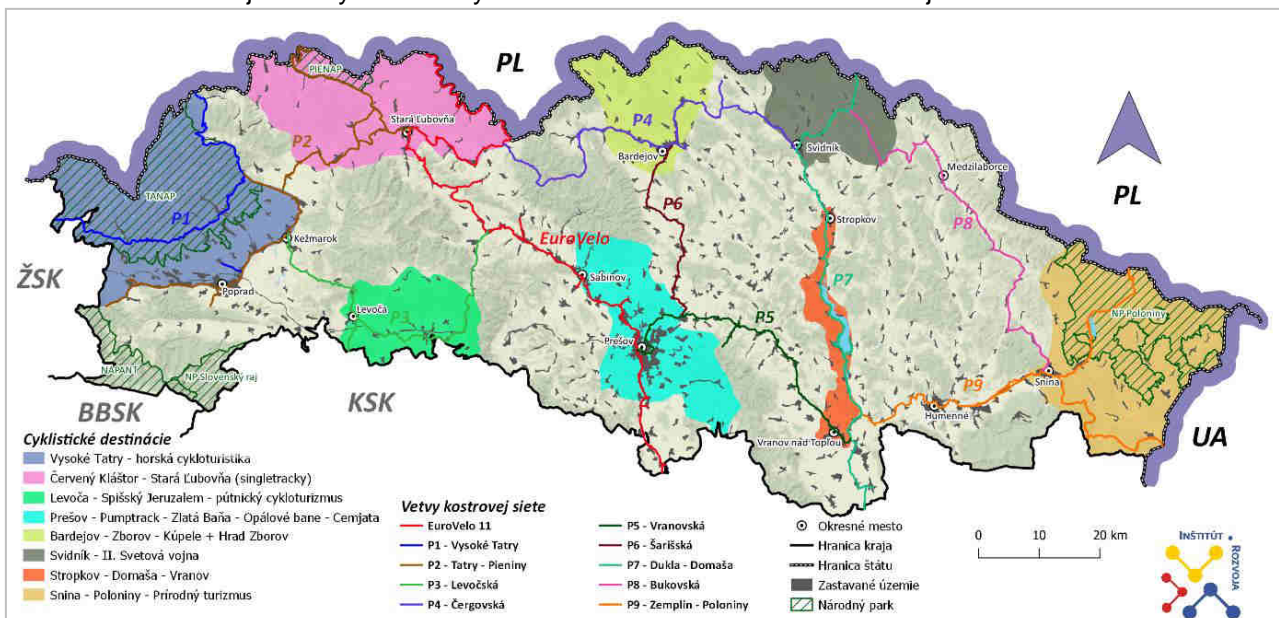 PL
PIENAP
Stará Ľubovňa
P2
P4
Bardejov
Svidník
Medzilaborce
PL
TANAP
P1
P6
Stropkov
P8
Kežmarok
EuroVelo
Sabinov
P7
ŽSK
Poprad
Levoča
P3
NP Poloniny
Prešov
P5
NAPANT
NP Slovenský raj
P9
Snina
Humenné
BBSK
KSK
Vranov nad Topľou
UA
Cyklistické destinácie
Vysoké Tatry - horská cykloturistika
Červený Kláštor - Stará Ľubovňa (singletracky)
Levoča - Spišský Jeruzalem - pútnický cykloturizmus
Prešov - Pumptrack - Zlatá Baňa - Opálové bane - Cemjata
Bardejov - Zborov - Kúpele + Hrad Zborov
Svidník - II. Svetová vojna
Stropkov - Domaša - Vranov
Snina - Poloniny - Prírodný turizmus
Vetvy kostrovej siete
EuroVelo 11
P1 - Vysoké Tatry
P2 - Tatry - Pieniny
P3 - Levočská
P4 - Čergovská
P5 - Vranovská
P6 - Šarišská
P7 - Dukla - Domaša
P8 - Bukovská
P9 - Zemplín - Poloniny
Okresné mesto
Hranica kraja
Hranica štátu
Zastavané územie
Národný park
0 10 20 km
INŠTITÚT
ROZVOJA